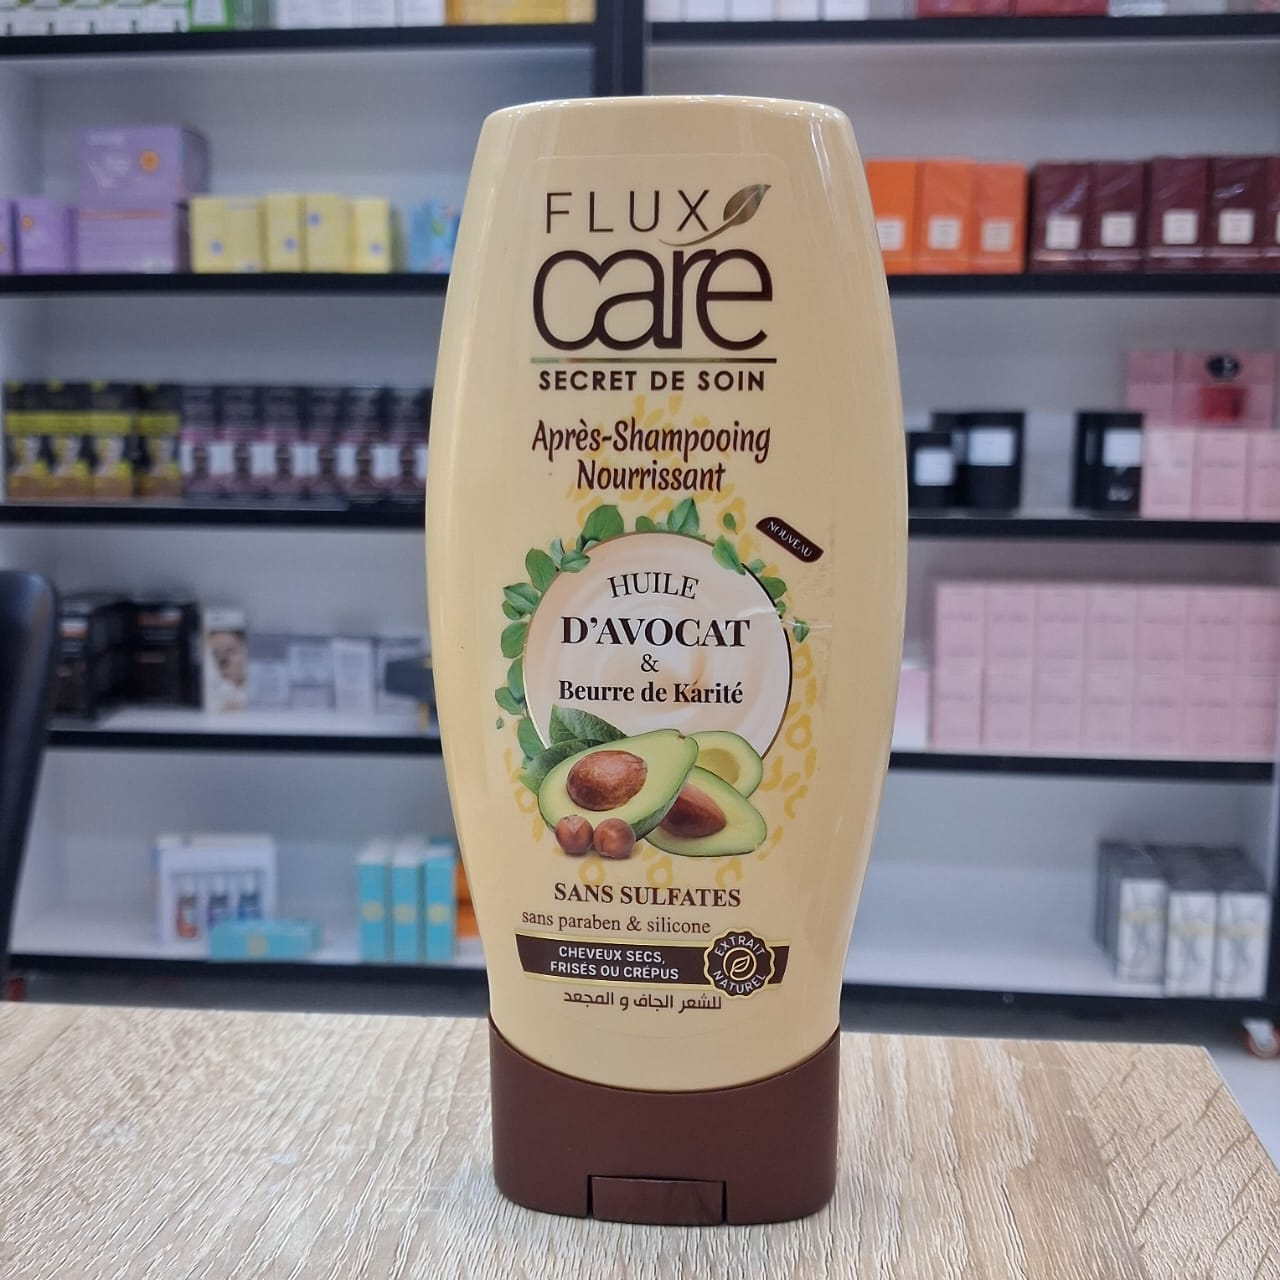 FLUX
care
SECRET DE SOIN
Après-Shampooing
Nourrissant
NOUVEAU
HUILE
D'AVOCAT
&
Beurre de Karité
SANS SULFATES
sans paraben & silicone
CHEVEUX SECS,
FRISÉS OU CRÉPUS
EXTRAIT
NATUREL
للشعر الجاف و المجعد